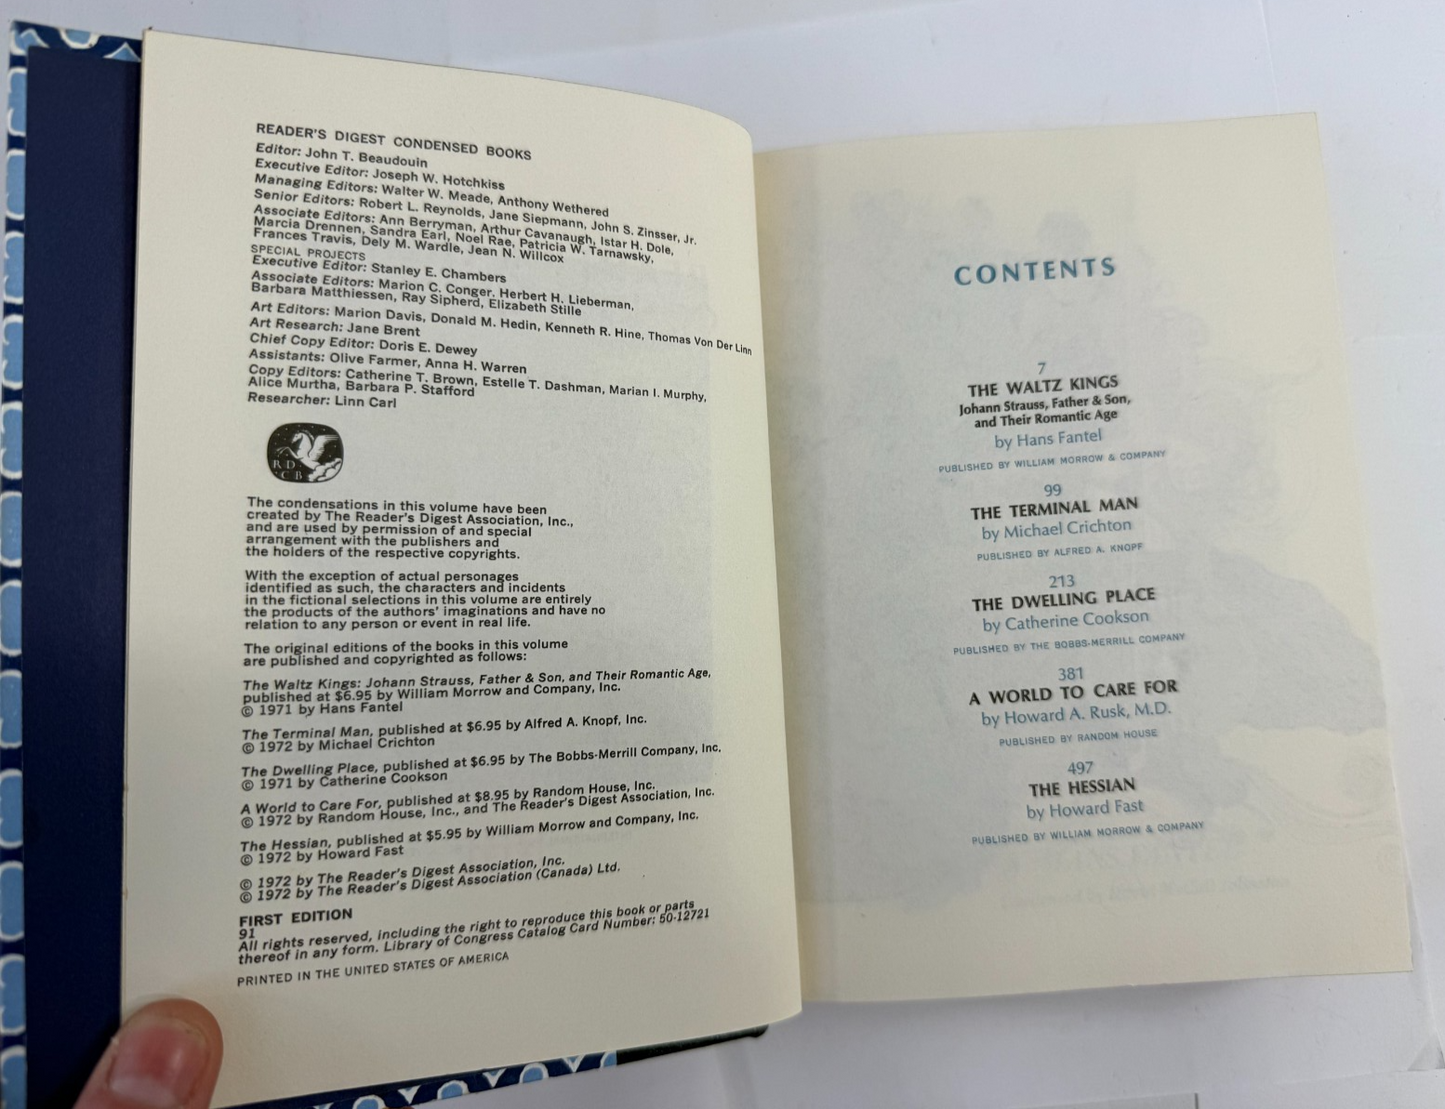 READER'S DIGEST CONDENSED BOOKS
Editor: John T. Beaudouin
Executive Editor: Joseph W. Hotchkiss
Managing Editors: Walter W. Meade, Anthony Wethered
Senior Editors: Robert L. Reynolds, Jane Siepmann, John S. Zinsser, Jr.
Associate Editors: Ann Berryman, Arthur Cavanaugh, Istar H. Dole,
Marcia Drennen, Sandra Earl, Noel Rae, Patricia W. Tarnawsky,
Frances Travis, Dely M. Wardle, Jean N. Willcox
SPECIAL PROJECTS
Executive Editor: Stanley E. Chambers
Associate Editors: Marion C. Conger, Herbert H. Lieberman,
Barbara Matthiessen, Ray Sipherd, Elizabeth Stille
Art Editors: Marion Davis, Donald M. Hedin, Kenneth R. Hine, Thomas Von Der Linn
Art Research: Jane Brent
Chief Copy Editor: Doris E. Dewey
Assistants: Olive Farmer, Anna H. Warren
Copy Editors: Catherine T. Brown, Estelle T. Dashman, Marian I. Murphy,
Alice Murtha, Barbara P. Stafford
Researcher: Linn Carl
R D
C B
The condensations in this volume have been
created by The Reader's Digest Association, Inc.,
and are used by permission of and special
arrangement with the publishers and
the holders of the respective copyrights.
With the exception of actual personages
identified as such, the characters and incidents
in the fictional selections in this volume are entirely
the products of the authors' imaginations and have no
relation to any person or event in real life.
The original editions of the books in this volume
are published and copyrighted as follows:
The Waltz Kings: Johann Strauss, Father & Son, and Their Romantic Age,
published at $6.95 by William Morrow and Company, Inc.
© 1971 by Hans Fantel
The Terminal Man, published at $6.95 by Alfred A. Knopf, Inc.
© 1972 by Michael Crichton
The Dwelling Place, published at $6.95 by The Bobbs-Merrill Company, Inc.
© 1971 by Catherine Cookson
A World to Care For, published at $8.95 by Random House, Inc.
© 1972 by Random House, Inc., and The Reader's Digest Association, Inc.
The Hessian, published at $5.95 by William Morrow and Company, Inc.
© 1972 by Howard Fast
© 1972 by The Reader's Digest Association, Inc.
© 1972 by The Reader's Digest Association (Canada) Ltd.
FIRST EDITION
91
All rights reserved, including the right to reproduce this book or parts
thereof in any form. Library of Congress Catalog Card Number: 50-12721
PRINTED IN THE UNITED STATES OF AMERICA
CONTENTS
7
THE WALTZ KINGS
Johann Strauss, Father & Son,
and Their Romantic Age
by Hans Fantel
PUBLISHED BY WILLIAM MORROW & COMPANY
99
THE TERMINAL MAN
by Michael Crichton
PUBLISHED BY ALFRED A. KNOPF
213
THE DWELLING PLACE
by Catherine Cookson
PUBLISHED BY THE BOBBS-MERRILL COMPANY
381
A WORLD TO CARE FOR
by Howard A. Rusk, M.D.
PUBLISHED BY RANDOM HOUSE
497
THE HESSIAN
by Howard Fast
PUBLISHED BY WILLIAM MORROW & COMPANY